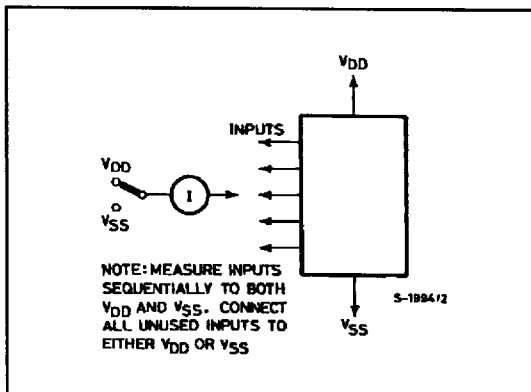 VDD
INPUTS
VDD
I
VSS
NOTE: MEASURE INPUTS
SEQUENTIALLY TO BOTH
VDD AND VSS. CONNECT
ALL UNUSED INPUTS TO
EITHER VDD OR VSS
S-1994/2
VSS